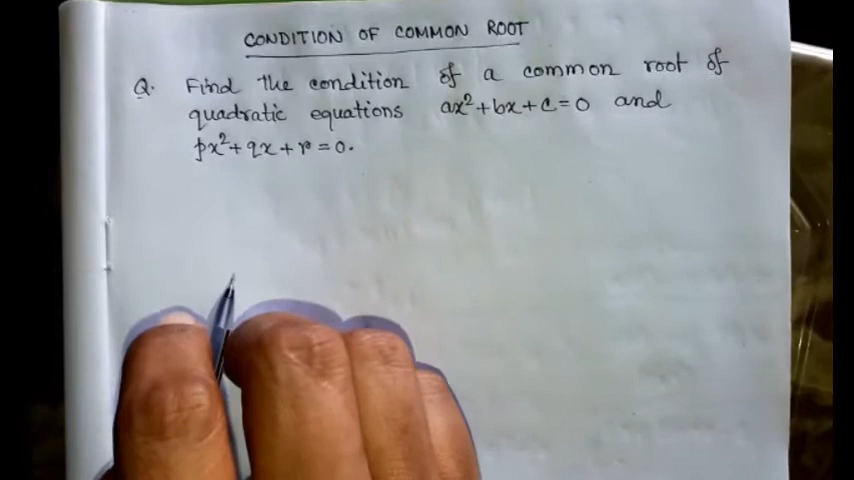 CONDITION OF COMMON ROOT
Q. Find the condition of a common root of
quadratic equations ax²+bx+c=0 and
px²+qx+r=0.